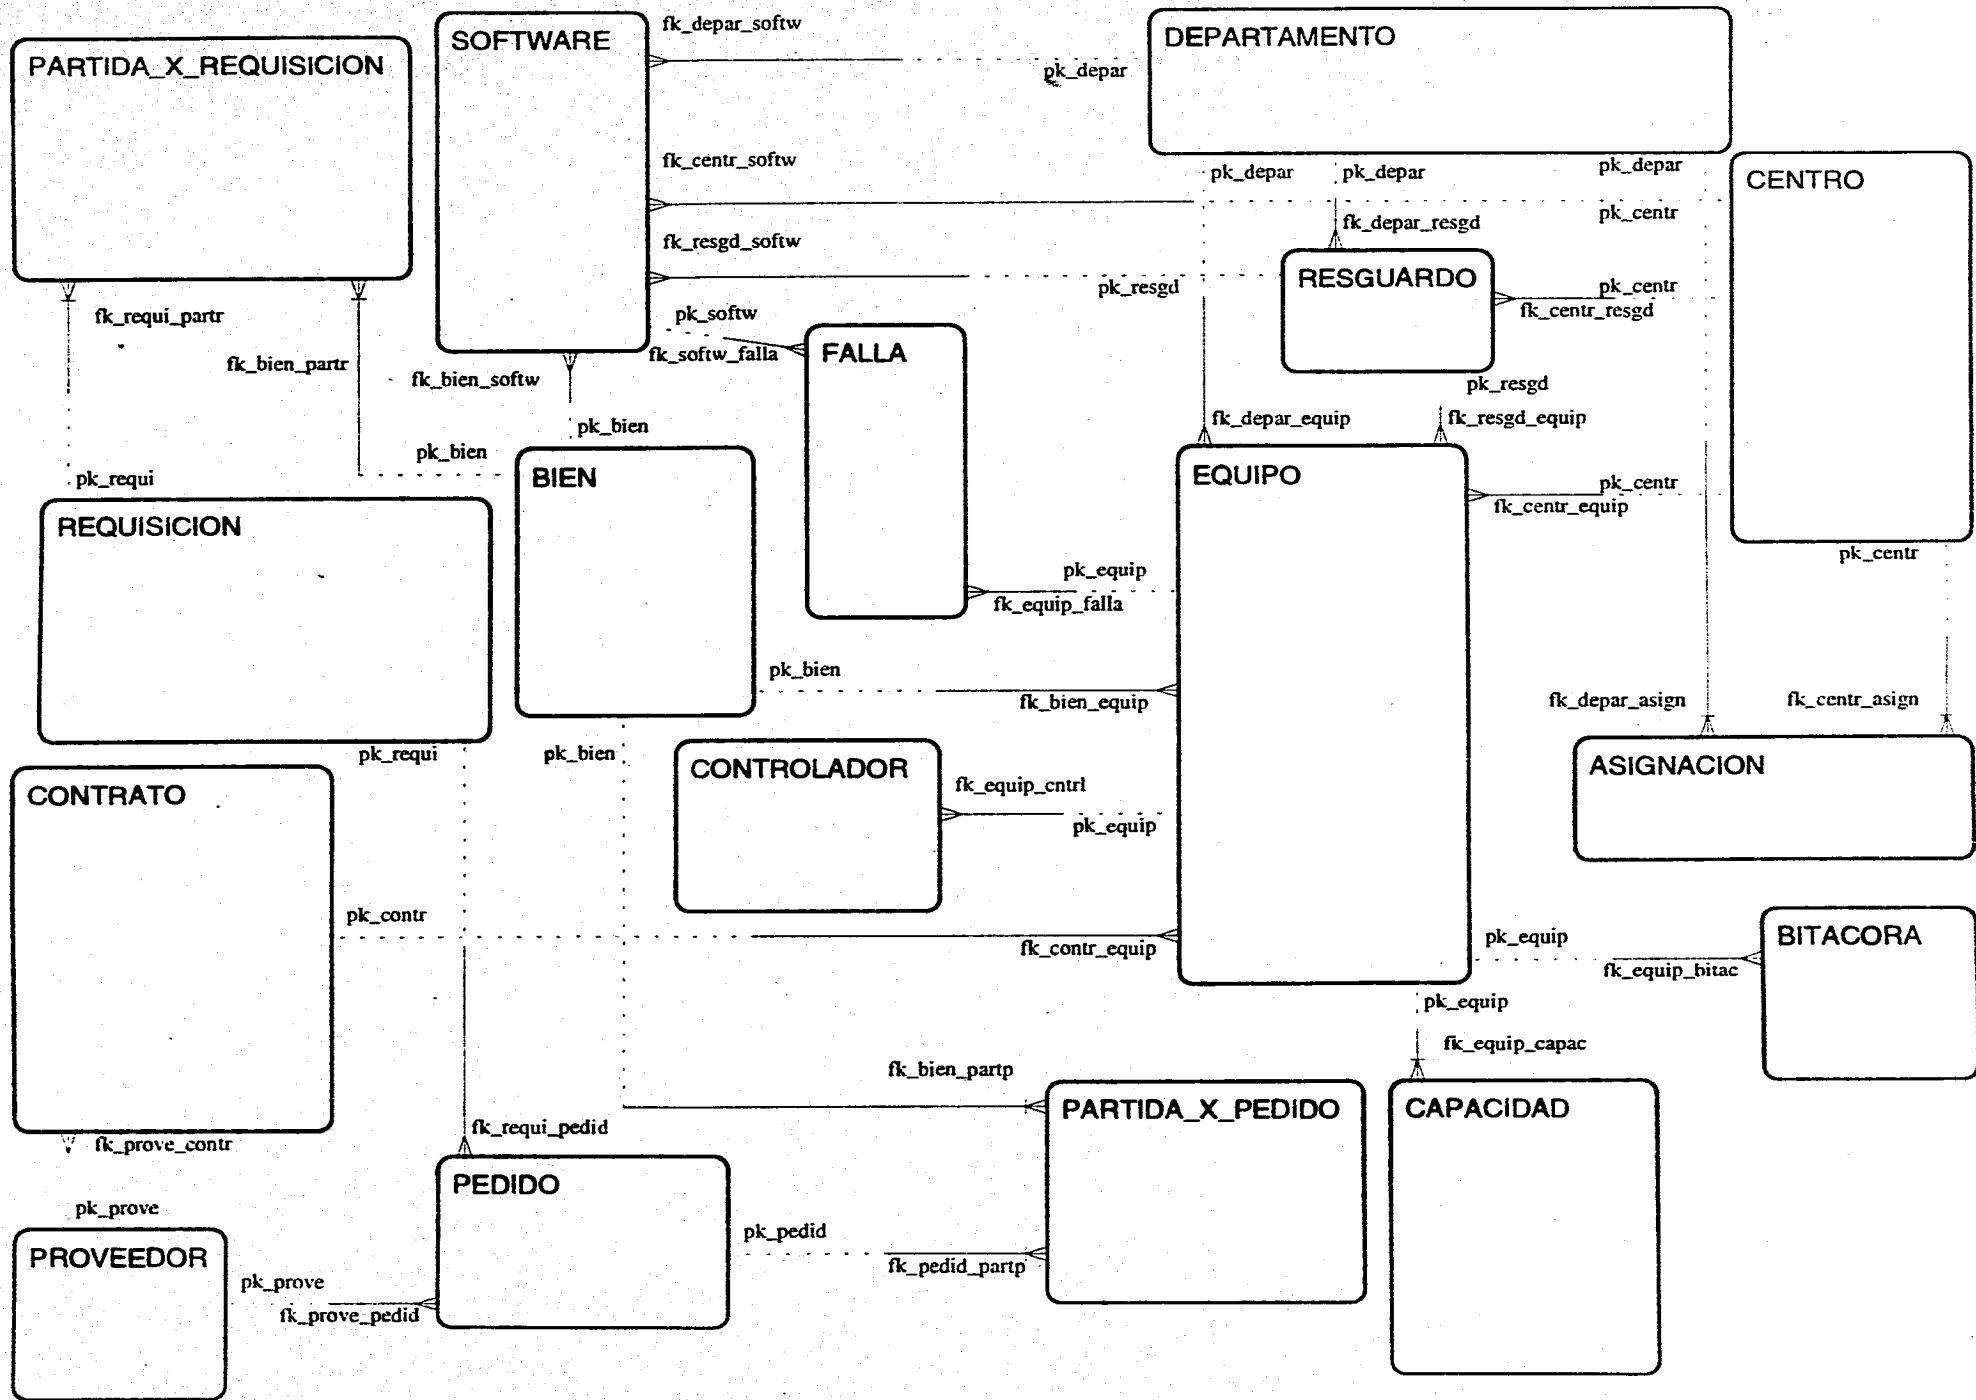 fk_depar_softw
SOFTWARE
DEPARTAMENTO
PARTIDA_X_REQUISICION
pk_depar
fk_centr_softw
pk_depar
pk_depar
pk_depar
CENTRO
pk_centr
fk_depar_resgd
fk_resgd_softw
RESGUARDO
pk_resgd
pk_centr
fk_centr_resgd
fk_requi_partr
pk_softw
fk_softw_falla
FALLA
fk_bien_partr
fk_bien_softw
pk_resgd
fk_depar_equip
fk_resgd_equip
pk_bien
pk_bien
pk_requi
BIEN
EQUIPO
pk_centr
fk_centr_equip
REQUISICION
pk_centr
pk_equip
fk_equip_falla
pk_bien
fk_bien_equip
fk_depar_asign
fk_centr_asign
pk_requi
pk_bien
CONTROLADOR
ASIGNACION
CONTRATO
fk_equip_cntrl
pk_equip
pk_contr
fk_contr_equip
pk_equip
BITACORA
fk_equip_bitac
pk_equip
fk_equip_capac
fk_bien_partp
PARTIDA_X_PEDIDO
CAPACIDAD
fk_requi_pedid
fk_prove_contr
PEDIDO
pk_prove
pk_pedid
PROVEEDOR
fk_pedid_partp
pk_prove
fk_prove_pedid